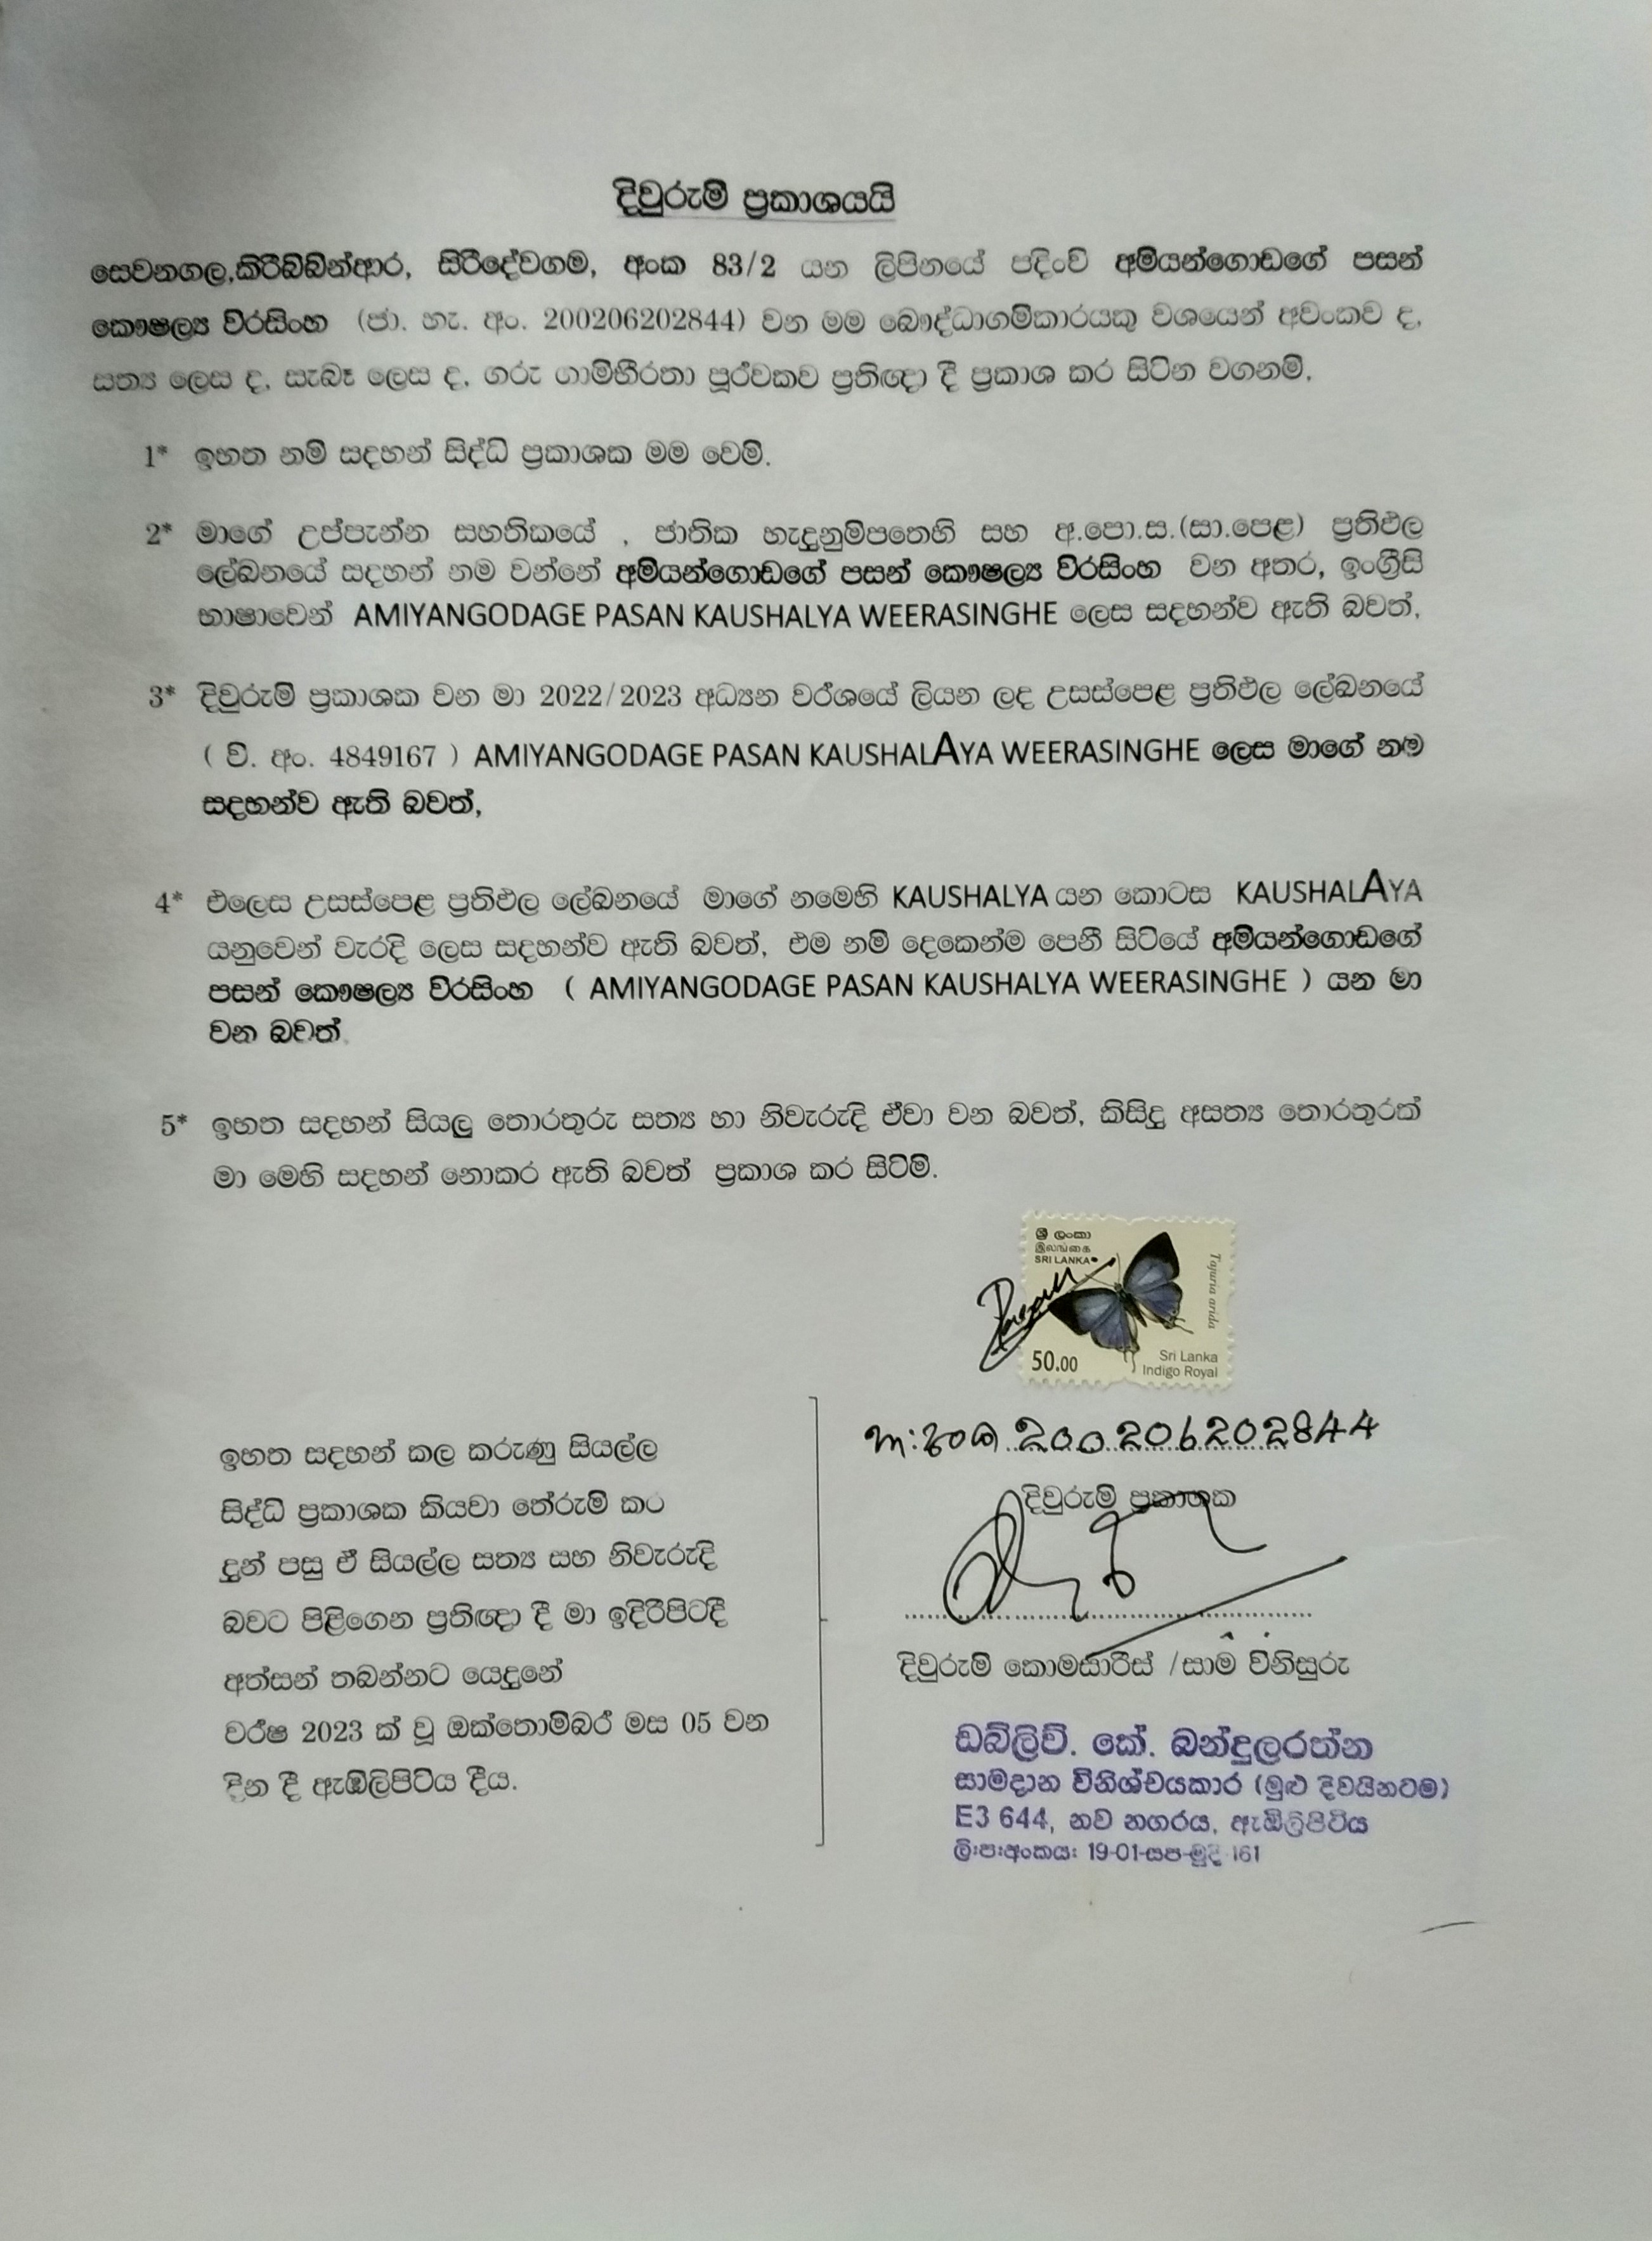 දිවුරුම් ප්‍රකාශයයි
සෙවනගල,කිරිබ්බන්ආර, සිරිදේවගම, අංක 83/2 යන ලිපිනයේ පදිංචි අමියන්ගොඩගේ පසන්
කෞෂල්‍ය වීරසිංහ (ජා. හැ. අං. 200206202844) වන මම බෞද්ධාගමිකාරයකු වශයෙන් අවංකව ද,
සත්‍ය ලෙස ද, සැබෑ ලෙස ද, ගරු ගාම්භීරතා පූර්වකව ප්‍රතිඥා දී ප්‍රකාශ කර සිටින වගනම්,
1* ඉහත නම් සදහන් සිද්ධි ප්‍රකාශක මම වෙමි.
2* මාගේ උප්පැන්න සහතිකයේ , ජාතික හැදුනුම්පතෙහි සහ අ.පො.ස.(සා.පෙළ) ප්‍රතිඵල
ලේඛනයේ සදහන් නම වන්නේ අමියන්ගොඩගේ පසන් කෞෂල්‍ය වීරසිංහ වන අතර, ඉංග්‍රීසි
භාෂාවෙන් AMIYANGODAGE PASAN KAUSHALYA WEERASINGHE ලෙස සදහන්ව ඇති බවත්,
3* දිවුරුම් ප්‍රකාශක වන මා 2022/2023 අධ්‍යන වර්ශයේ ලියන ලද උසස්පෙළ ප්‍රතිඵල ලේඛනයේ
( වි. අං. 4849167 ) AMIYANGODAGE PASAN KAUSHALAYA WEERASINGHE ලෙස මාගේ නම
සදහන්ව ඇති බවත්,
4* එලෙස උසස්පෙළ ප්‍රතිඵල ලේඛනයේ මාගේ නමෙහි KAUSHALYA යන කොටස KAUSHALAYA
යනුවෙන් වැරදි ලෙස සදහන්ව ඇති බවත්, එම නම් දෙකෙන්ම පෙනී සිටියේ අමියන්ගොඩගේ
පසන් කෞෂල්‍ය වීරසිංහ ( AMIYANGODAGE PASAN KAUSHALYA WEERASINGHE ) යන මා
වන බවත්
5* ඉහත සදහන් සියලු තොරතුරු සත්‍ය හා නිවැරුදි ඒවා වන බවත්, කිසිදු අසත්‍ය තොරතුරක්
මා මෙහි සදහන් නොකර ඇති බවත් ප්‍රකාශ කර සිටිමි.
ශ්‍රී ලංකා
இலங்கை
SRI LANKA
Tajuria arida
Pasan
50.00
Sri Lanka
Indigo Royal
ඉහත සදහන් කල කරුණු සියල්ල
සිද්ධි ප්‍රකාශක කියවා තේරුම් කර
දුන් පසු ඒ සියල්ල සත්‍ය සහ නිවැරුදි
බවට පිළිගෙන ප්‍රතිඥා දී මා ඉදිරිපිටදී
අත්සන් තබන්නට යෙදුනේ
වර්ෂ 2023 ක් වූ ඔක්තොම්බර් මස 05 වන
දින දී ඇඹිලිපිටිය දීය.
200206202844
දිවුරුම් ප්‍රකාශක
දිවුරුම් කොමසාරිස් /සාම විනිසුරු
ඩබ්ලිව්. කේ. බන්දුලරත්න
සාමදාන විනිශ්චයකාර (මුළු දිවයිනටම)
E3 644, නව නගරය, ඇඹිලිපිටිය
ලි:ප:අංකය: 19-01-සප-මුදි 161